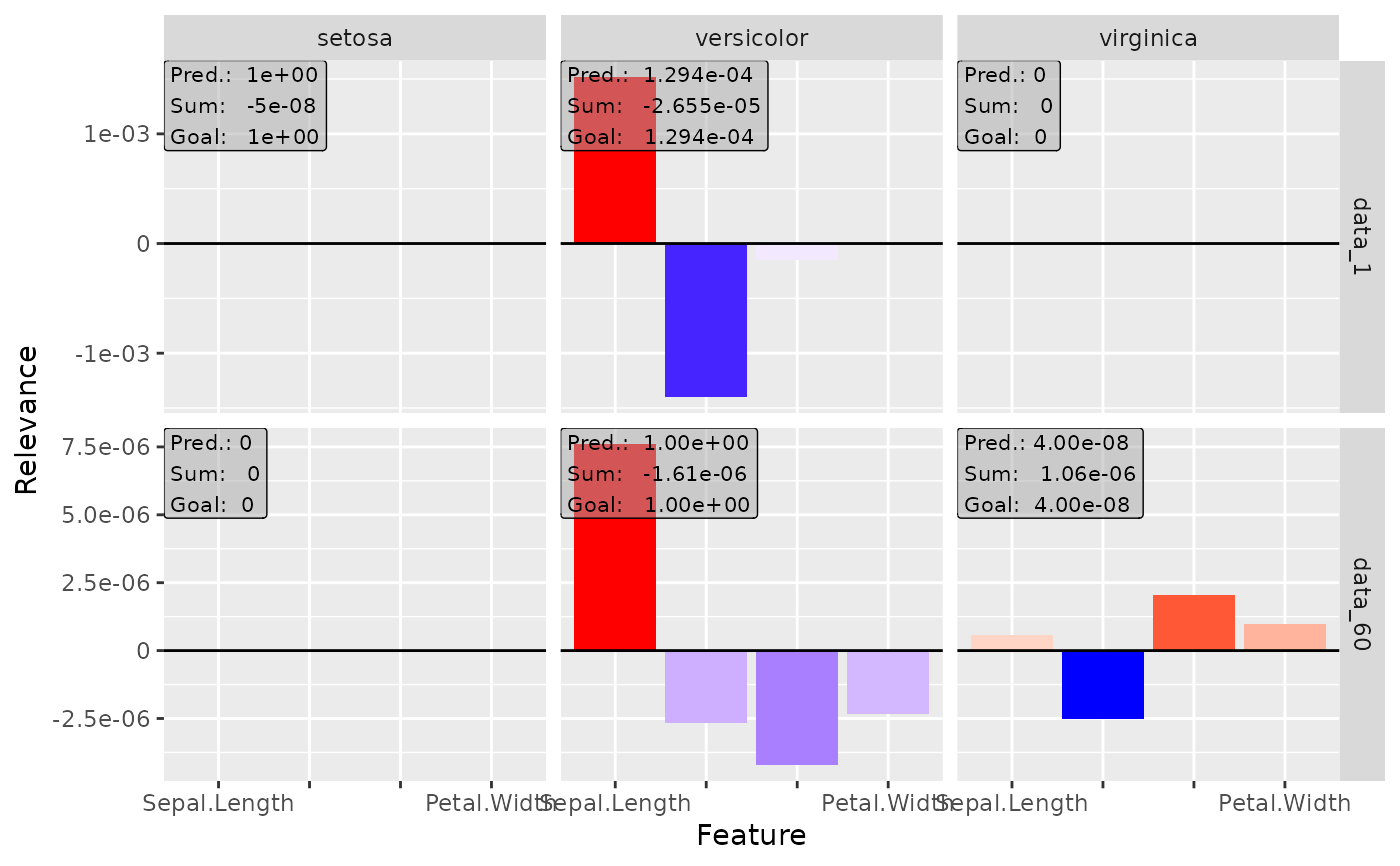 setosa
versicolor
virginica
Pred.: 1e+00
Sum: -5e-08
Goal: 1e+00
Pred.: 1.294e-04
Sum: -2.655e-05
Goal: 1.294e-04
Pred.: 0
Sum: 0
Goal: 0
1e-03
0
-1e-03
data_1
Relevance
Pred.: 0
Sum: 0
Goal: 0
Pred.: 1.00e+00
Sum: -1.61e-06
Goal: 1.00e+00
Pred.: 4.00e-08
Sum: 1.06e-06
Goal: 4.00e-08
7.5e-06
5.0e-06
2.5e-06
0
-2.5e-06
data_60
Sepal.Length
Petal.Width
Sepal.Length
Petal.Width
Sepal.Length
Petal.Width
Feature